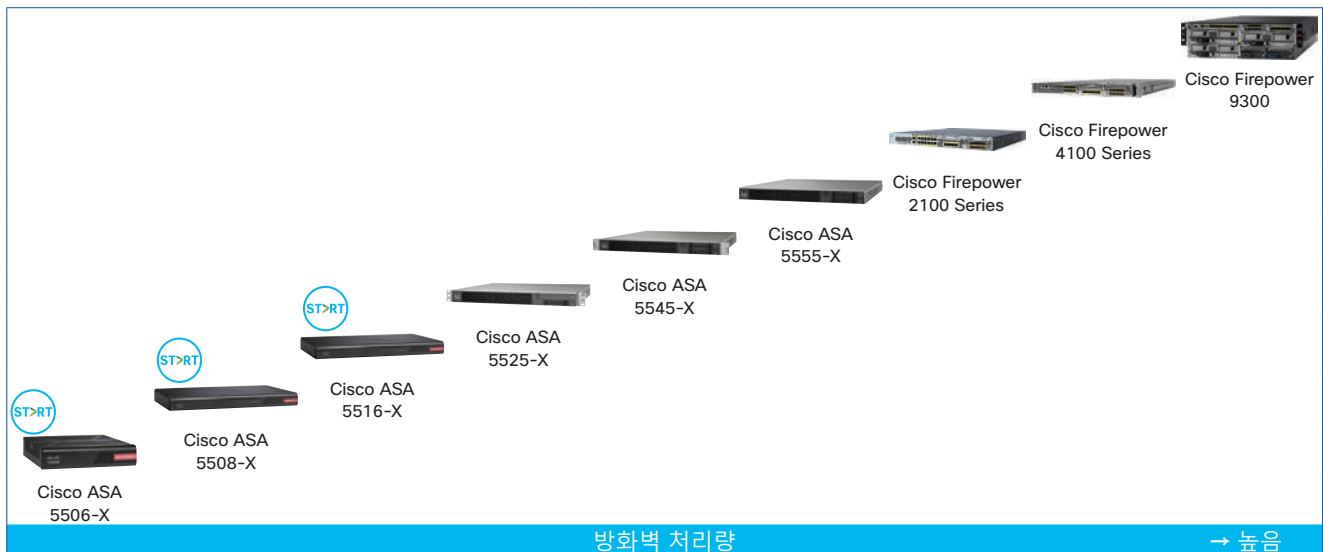 Cisco Firepower
9300
Cisco Firepower
4100 Series
Cisco Firepower
2100 Series
Cisco ASA
5555-X
Cisco ASA
5545-X
ST>RT
Cisco ASA
5525-X
ST>RT
Cisco ASA
5516-X
ST>RT
Cisco ASA
5508-X
Cisco ASA
5506-X
방화벽 처리량
→ 높음